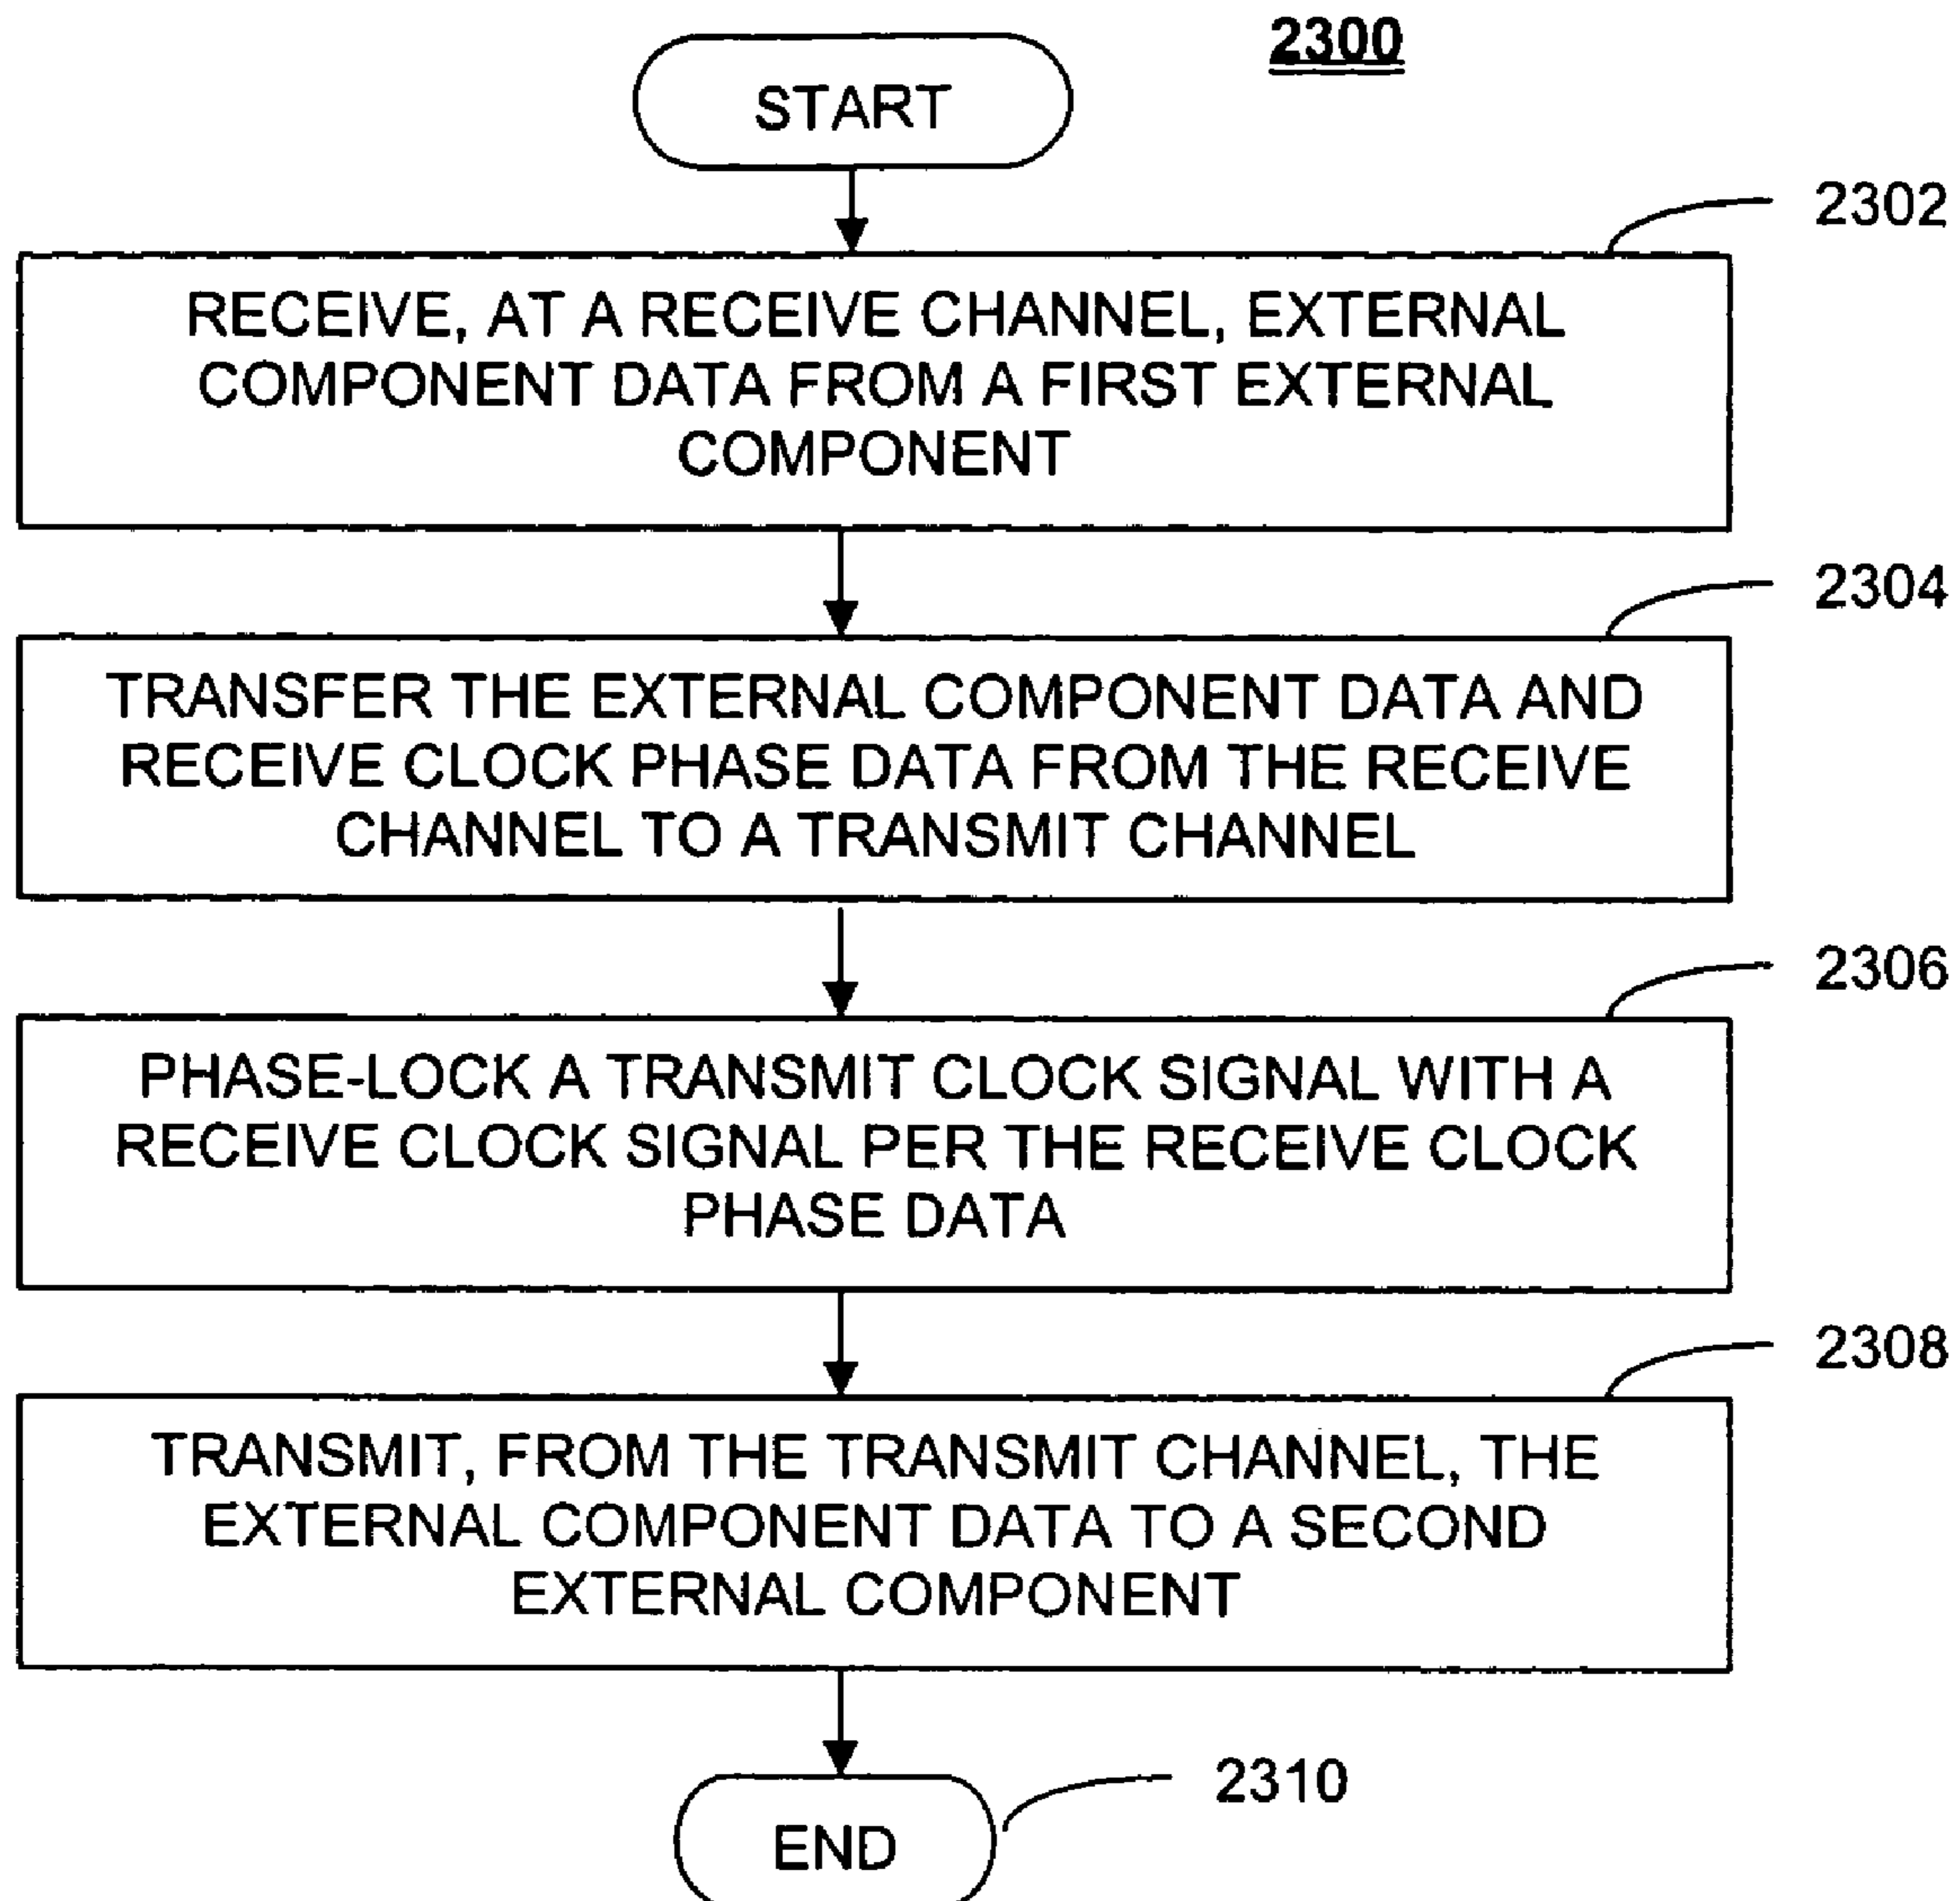 2300
START
2302
RECEIVE, AT A RECEIVE CHANNEL, EXTERNAL
COMPONENT DATA FROM A FIRST EXTERNAL
COMPONENT
2304
TRANSFER THE EXTERNAL COMPONENT DATA AND
RECEIVE CLOCK PHASE DATA FROM THE RECEIVE
CHANNEL TO A TRANSMIT CHANNEL
2306
PHASE-LOCK A TRANSMIT CLOCK SIGNAL WITH A
RECEIVE CLOCK SIGNAL PER THE RECEIVE CLOCK
PHASE DATA
2308
TRANSMIT, FROM THE TRANSMIT CHANNEL, THE
EXTERNAL COMPONENT DATA TO A SECOND
EXTERNAL COMPONENT
2310
END